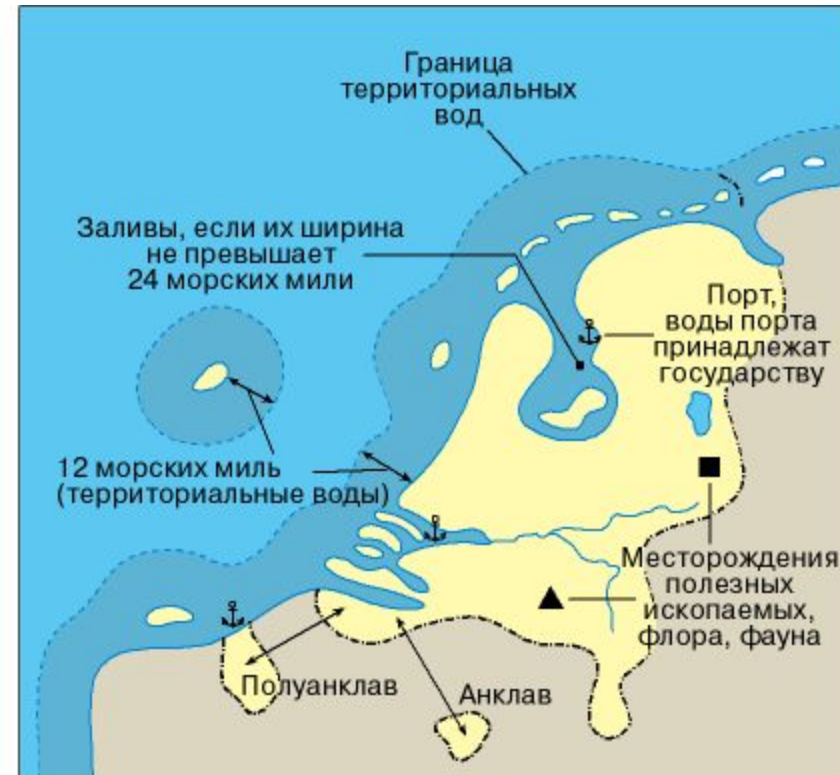 Граница
территориальных
вод
Заливы, если их ширина
не превышает
24 морских мили
Порт,
воды порта
принадлежат
государству
12 морских миль
(территориальные воды)
Месторождения
полезных
ископаемых,
флора, фауна
Полуанклав
Анклав